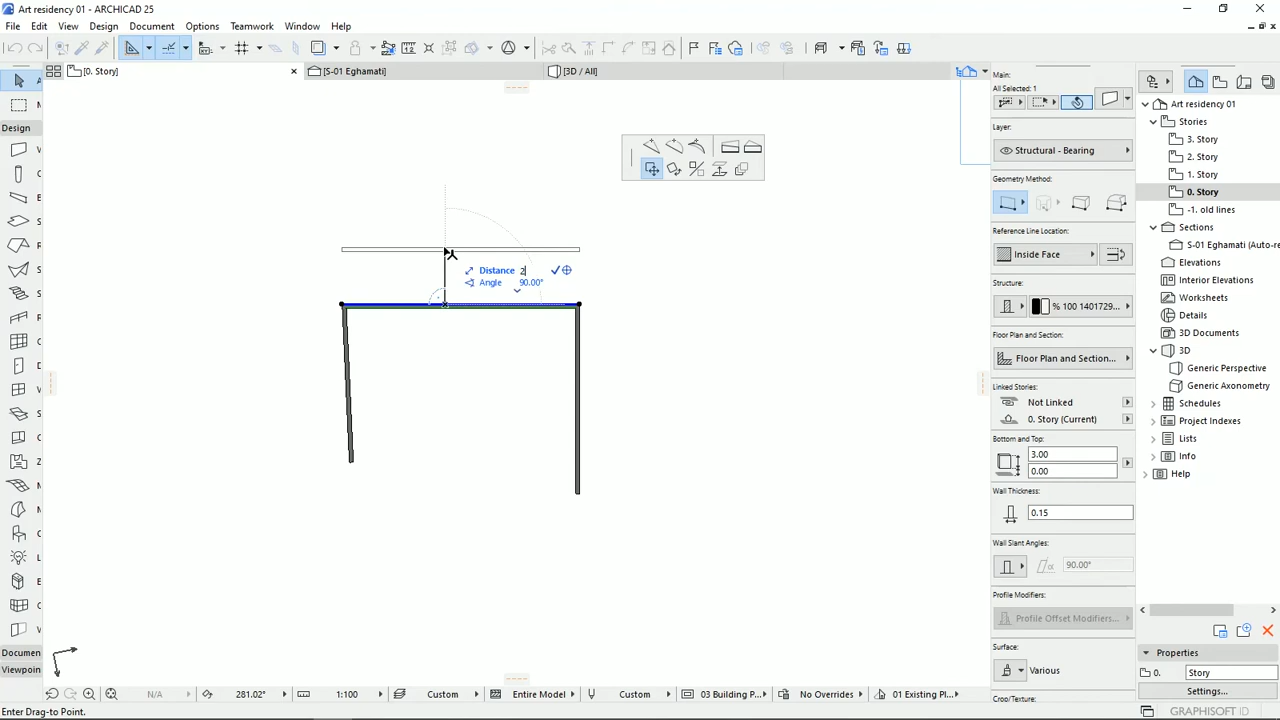 Art residency 01 - ARCHICAD 25
File Edit View Design Document Options Teamwork Window Help
[0. Story]
[S-01 Eghamati]
[3D / All]
Design
Docume
Viewpoin
Distance 2
Angle 90.00°
Main:
All Selected: 1
Layer:
Structural - Bearing
Geometry Method:
Reference Line Location:
Inside Face
Structure:
% 100 1401729...
Floor Plan and Section:
Floor Plan and Section...
Linked Stories:
Not Linked
0. Story (Current)
Bottom and Top:
3.00
0.00
Wall Thickness:
0.15
Wall Slant Angles:
90.00°
Profile Modifiers:
Profile Offset Modifiers...
Surface:
Various
Crop/Texture:
Art residency 01
Stories
3. Story
2. Story
1. Story
0. Story
-1. old lines
Sections
S-01 Eghamati (Auto-re
Elevations
Interior Elevations
Worksheets
Details
3D Documents
3D
Generic Perspective
Generic Axonometry
Schedules
Project Indexes
Lists
Info
Help
Properties
0. Story
Settings...
N/A 281.02° 1:100 Custom Entire Model Custom 03 Building P... No Overrides 01 Existing Pl...
Enter Drag-to Point.
GRAPHISOFT ID